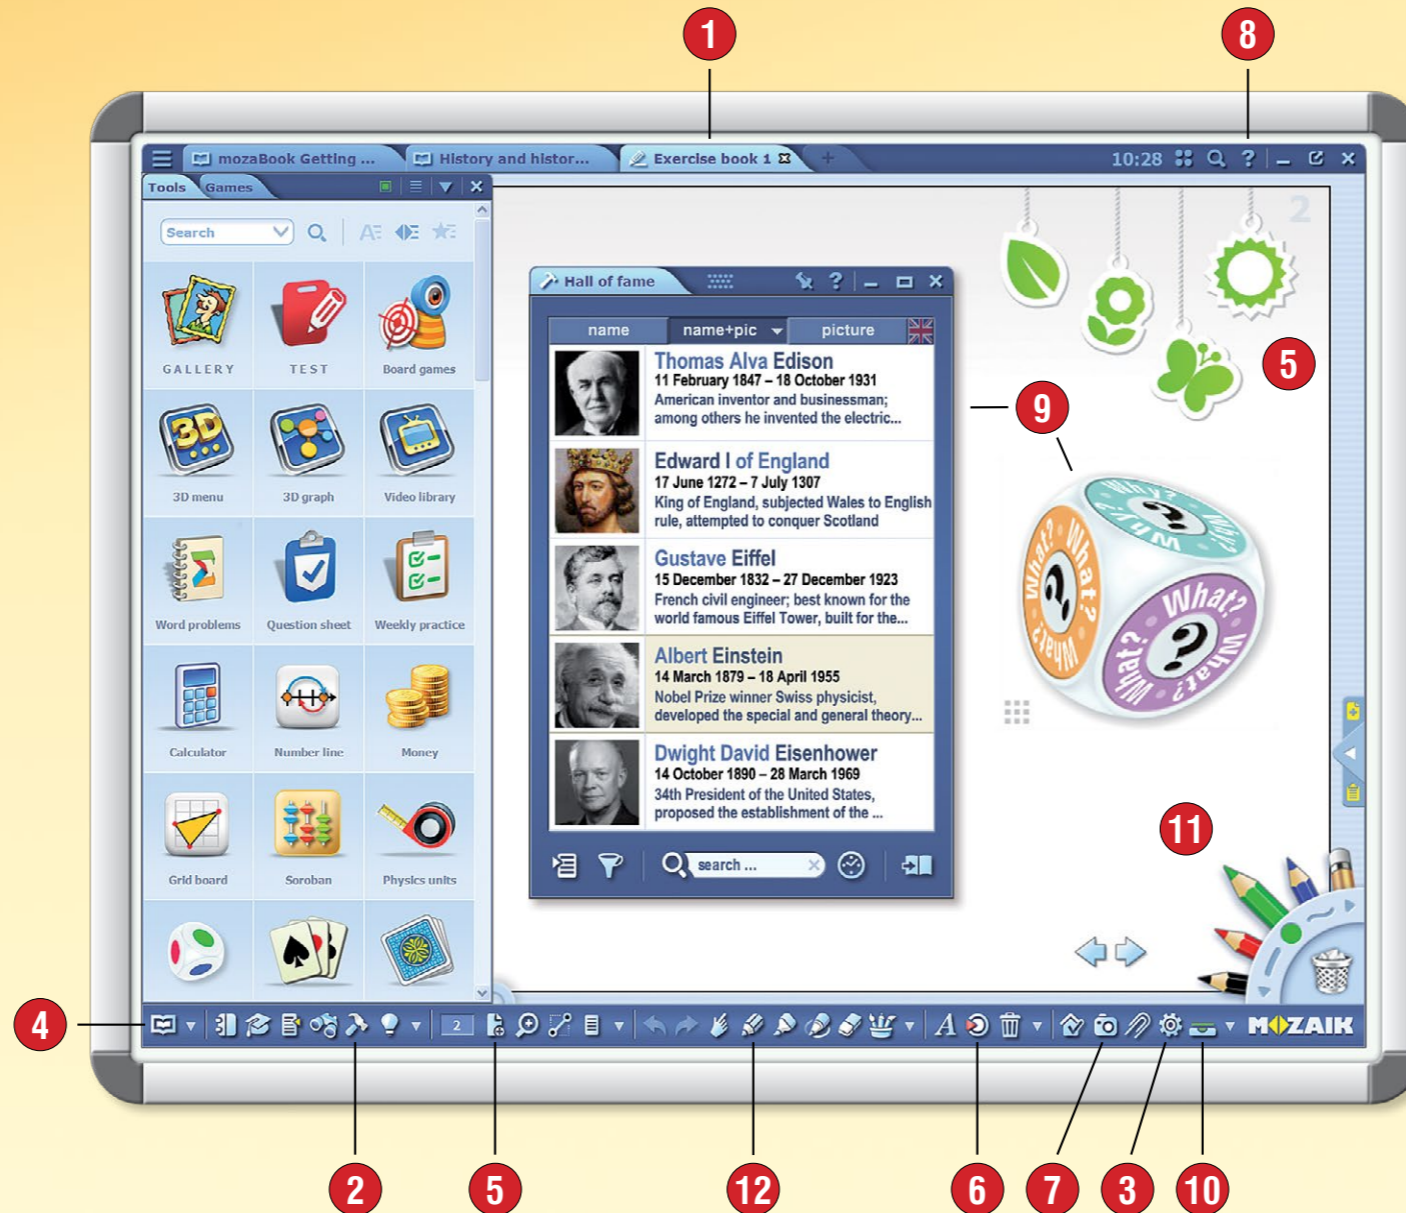 1
8
mozaBook Getting ...
History and histor...
Exercise book 1
10:28
?
Tools
Games
Search
GALLERY
TEST
Board games
3D
3D menu
3D graph
Video library
Word problems
Question sheet
Weekly practice
Calculator
Number line
Money
Grid board
Soroban
Physics units
Hall of fame
?
name
name+pic
picture
Thomas Alva Edison
11 February 1847 – 18 October 1931
American inventor and businessman;
among others he invented the electric...
Edward I of England
17 June 1272 – 7 July 1307
King of England, subjected Wales to English
rule, attempted to conquer Scotland
Gustave Eiffel
15 December 1832 – 27 December 1923
French civil engineer; best known for the
world famous Eiffel Tower, built for the...
Albert Einstein
14 March 1879 – 18 April 1955
Nobel Prize winner Swiss physicist,
developed the special and general theory...
Dwight David Eisenhower
14 October 1890 – 28 March 1969
34th President of the United States,
proposed the establishment of the ...
search ...
2
5
9
Why? Why? Why?
?
What? What? What?
?
What? What? What?
?
11
4
2
A
MOZAIK
2
5
12
6
7
3
10